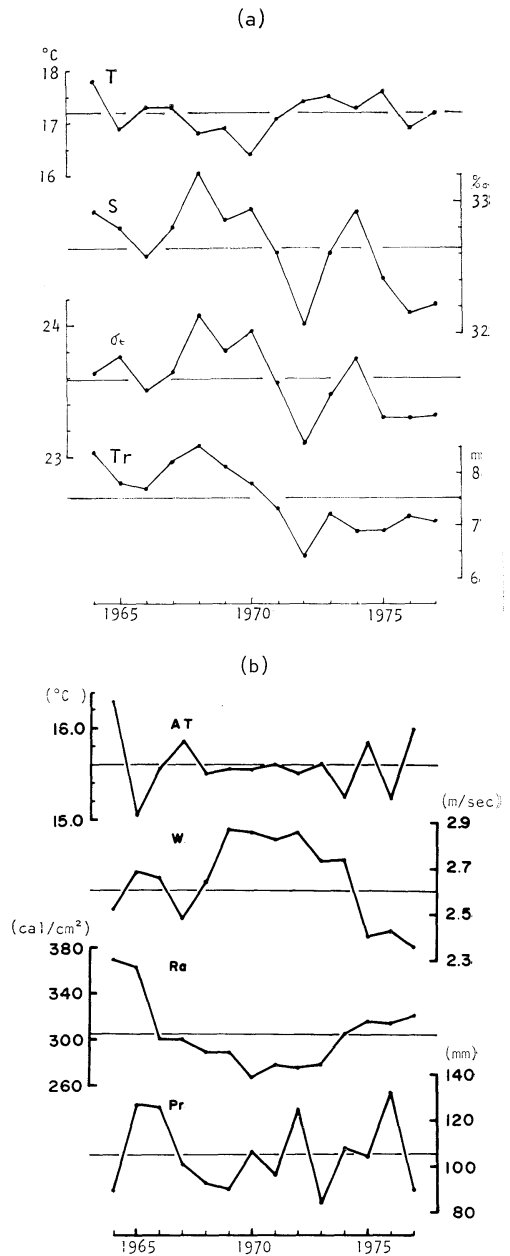 (a)
°C
18
T
17
16
‰
33
S
32
24
σt
23
Tr
m
8
7
6
1965 1970 1975
(b)
(°C )
16.0
AT
15.0
(m/sec)
2.9
W
2.7
2.5
2.3
(cal/cm²)
380
Ra
340
300
260
(mm)
140
Pr
120
100
80
1965 1970 1975